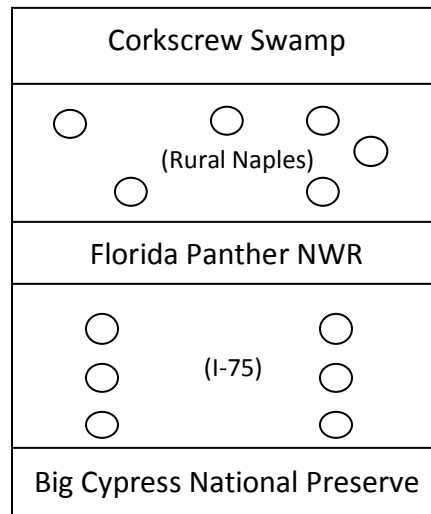 Corkscrew Swamp
(Rural Naples)
Florida Panther NWR
(I-75)
Big Cypress National Preserve